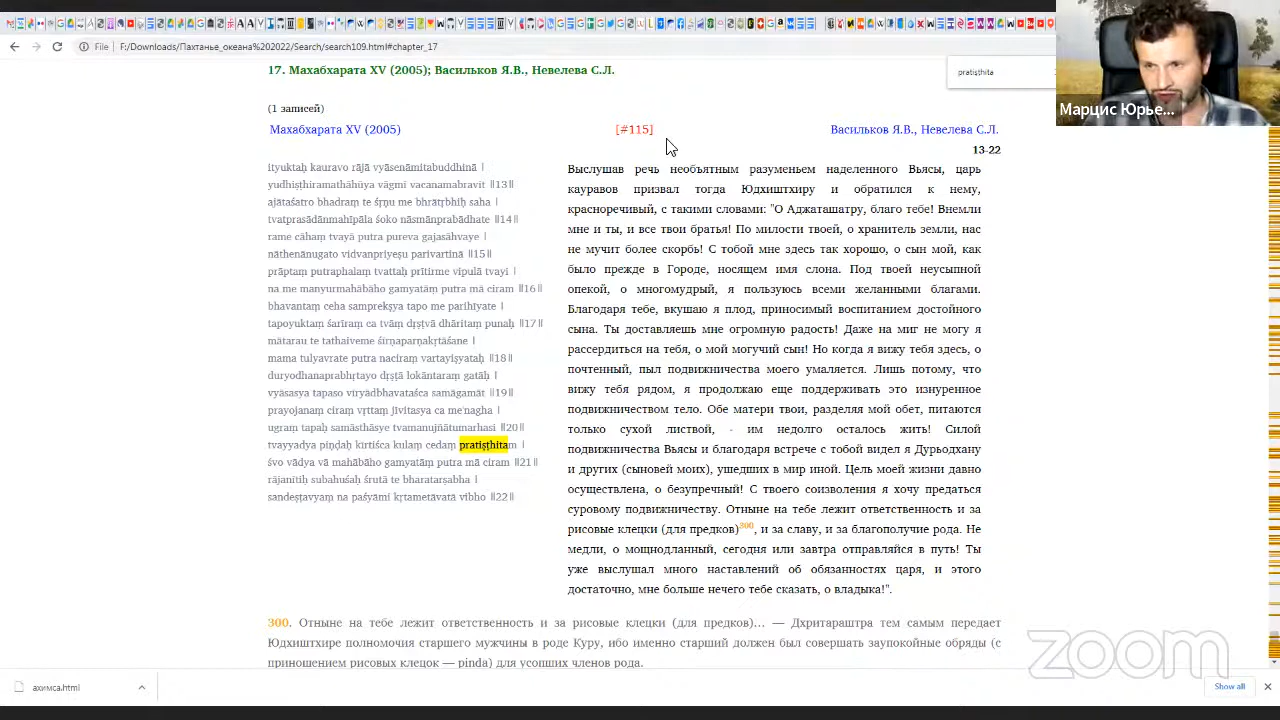 File | F:/Downloads/Пахтанье_океана%202022/Search/search109.html#chapter_17
17. Махабхарата XV (2005); Васильков Я.В., Невелева С.Л.
pratiṣṭhita
Марцис Юрье...
(1 записей)
Махабхарата XV (2005)
[#115]
Васильков Я.В., Невелева С.Л.
13-22
ityuktaḥ kauravo rājā vyāsenāmitabuddhinā |
yudhiṣṭhiramathāhūya vāgmī vacanamabravīt ||13||
ajātaśatro bhadraṃ te śṛṇu me bhrātṛbhiḥ saha |
tvatprasādānmahīpāla śoko nāsmānprabādhate ||14||
rame cāhaṃ tvayā putra pureva gajasāhvaye |
nāthenānugato vidvanpriyeṣu parivartinā ||15||
prāptaṃ putraphalaṃ tvattaḥ prītirme vipulā tvayi |
na me manyurmahābāho gamyatāṃ putra mā ciram ||16||
bhavantaṃ ceha samprekṣya tapo me parihīyate |
tapoyuktaṃ śarīraṃ ca tvāṃ dṛṣṭvā dhāritaṃ punaḥ ||17||
mātarau te tathaiveme śīrṇaparṇakṛtāśane |
mama tulyavrate putra naciraṃ vartayiṣyataḥ ||18||
duryodhanaprabhṛtayo dṛṣṭā lokāntaraṃ gatāḥ |
vyāsasya tapaso vīryādbhavataśca samāgamāt ||19||
prayojanaṃ ciraṃ vṛttaṃ jīvitasya ca me'nagha |
ugraṃ tapaḥ samāsthāsye tvamanujñātumarhasi ||20||
tvayyadya piṇḍaḥ kīrtiśca kulaṃ cedaṃ pratiṣṭhitam |
śvo vādya vā mahābāho gamyatāṃ putra mā ciram ||21||
rājanītiḥ subahuśaḥ śrutā te bharatarṣabha |
sandeṣṭavyaṃ na paśyāmi kṛtametāvatā vibho ||22||
Выслушав речь необъятным разуменьем наделенного Вьясы, царь
кауравов призвал тогда Юдхиштхиру и обратился к нему,
красноречивый, с такими словами: "О Аджаташатру, благо тебе! Внемли
мне и ты, и все твои братья! По милости твоей, о хранитель земли, нас
не мучит более скорбь! С тобой мне здесь так хорошо, о сын мой, как
было прежде в Городе, носящем имя слона. Под твоей неусыпной
опекой, о многомудрый, я пользуюсь всеми желанными благами.
Благодаря тебе, вкушаю я плод, приносимый воспитанием достойного
сына. Ты доставляешь мне огромную радость! Даже на миг не могу я
рассердиться на тебя, о мой могучий сын! Но когда я вижу тебя здесь, о
почтенный, пыл подвижничества моего умаляется. Лишь потому, что
вижу тебя рядом, я продолжаю еще поддерживать это изнуренное
подвижничеством тело. Обе матери твои, разделяя мой обет, питаются
только сухой листвой, - им недолго осталось жить! Силой
подвижничества Вьясы и благодаря встрече с тобой видел я Дурьодхану
и других (сыновей моих), ушедших в мир иной. Цель моей жизни давно
осуществлена, о безупречный! С твоего соизволения я хочу предаться
суровому подвижничеству. Отныне на тебе лежит ответственность и за
рисовые клецки (для предков)300, и за славу, и за благополучие рода. Не
медли, о мощнодланный, сегодня или завтра отправляйся в путь! Ты
уже выслушал много наставлений об обязанностях царя, и этого
достаточно, мне больше нечего тебе сказать, о владыка!".
300. Отныне на тебе лежит ответственность и за рисовые клецки (для предков)... — Дхритараштра тем самым передает
Юдхиштхире полномочия старшего мужчины в роде Куру, ибо именно старший должен был совершать заупокойные обряды (с
приношением рисовых клецок — pinda) для усопших членов рода.
zoom
ахимса.html
Show all